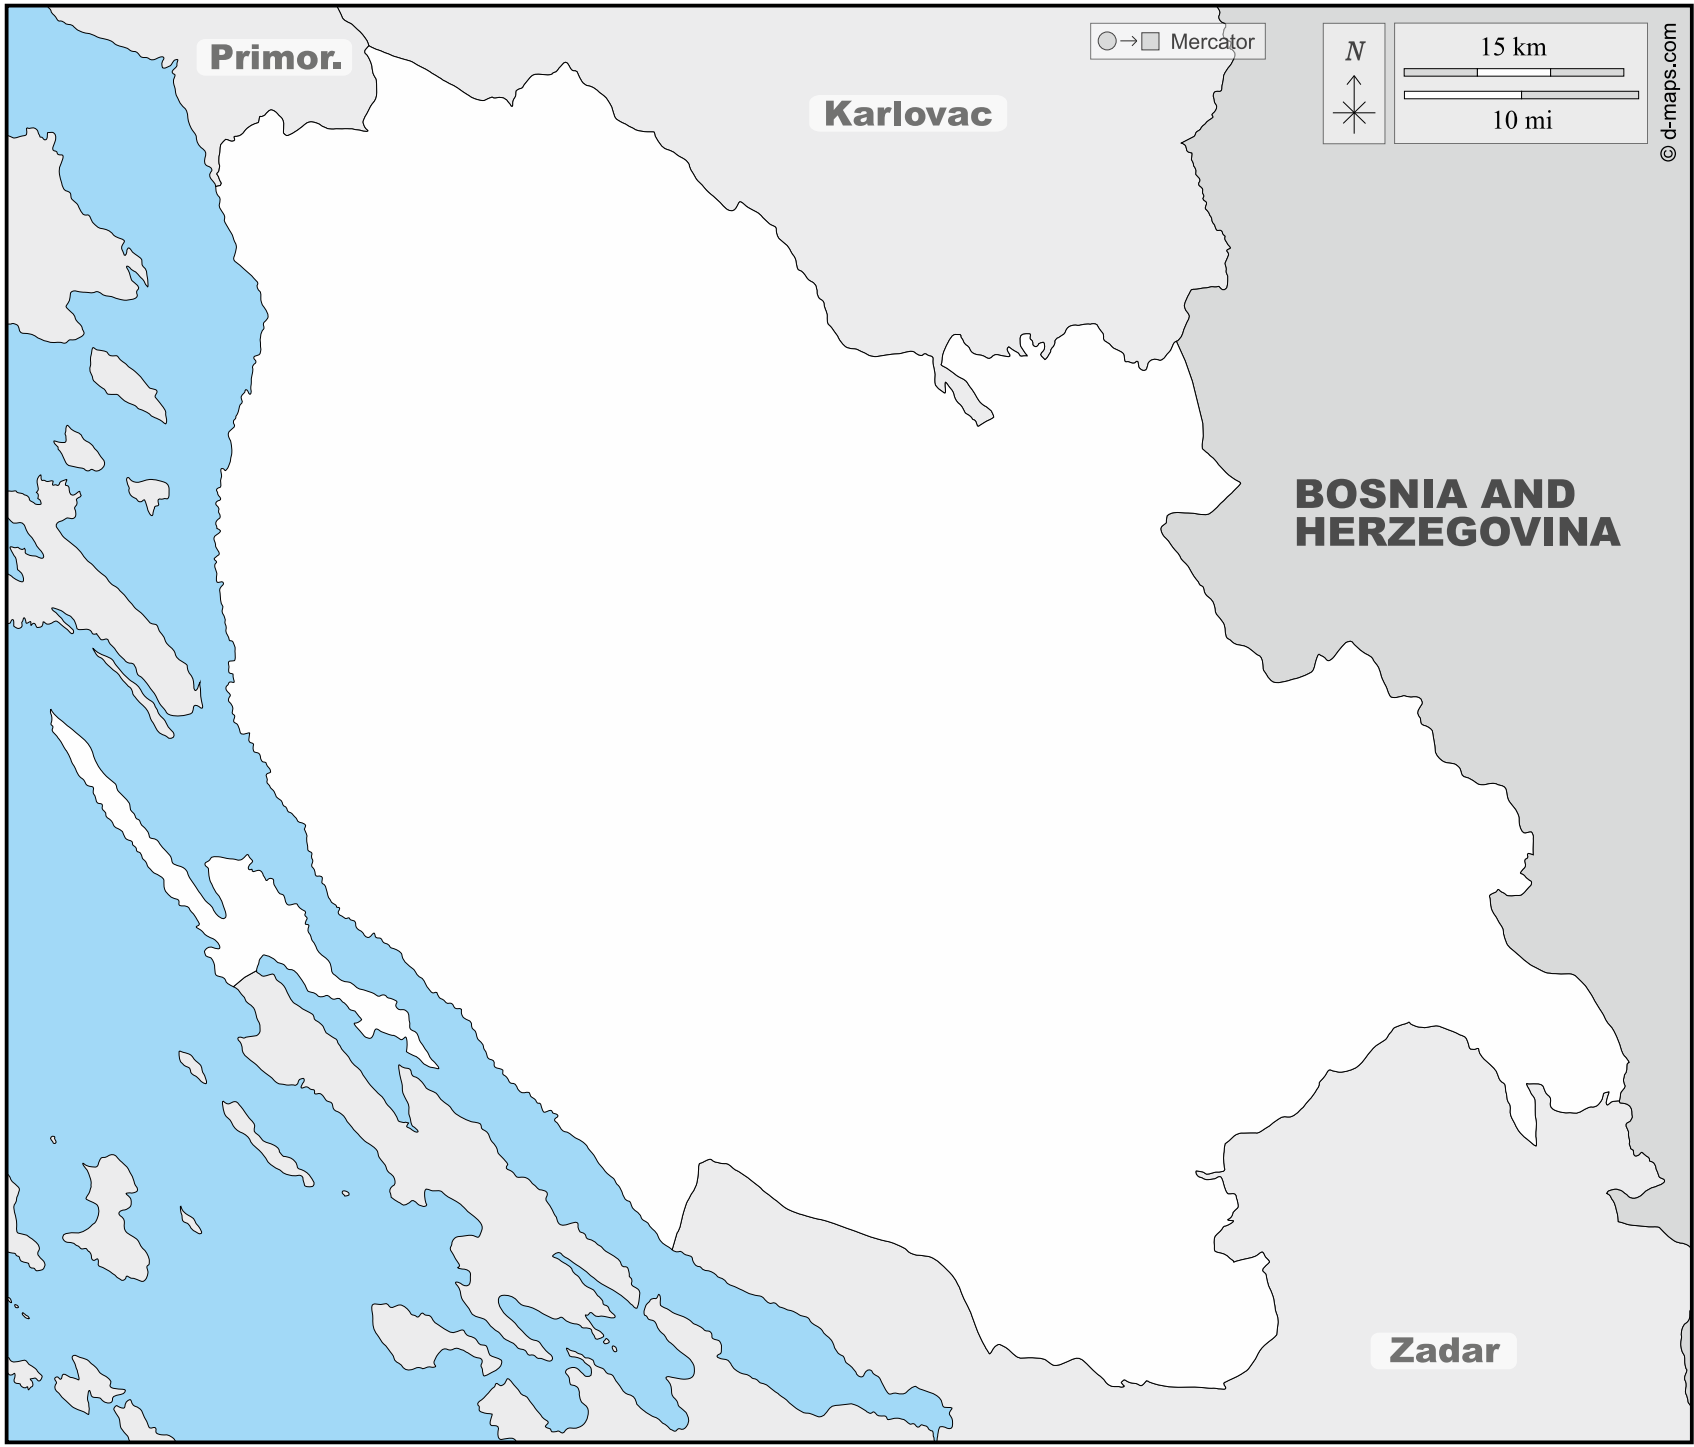 Primor.
Mercator
N
15 km
10 mi
© d-maps.com
Karlovac
BOSNIA AND
HERZEGOVINA
Zadar